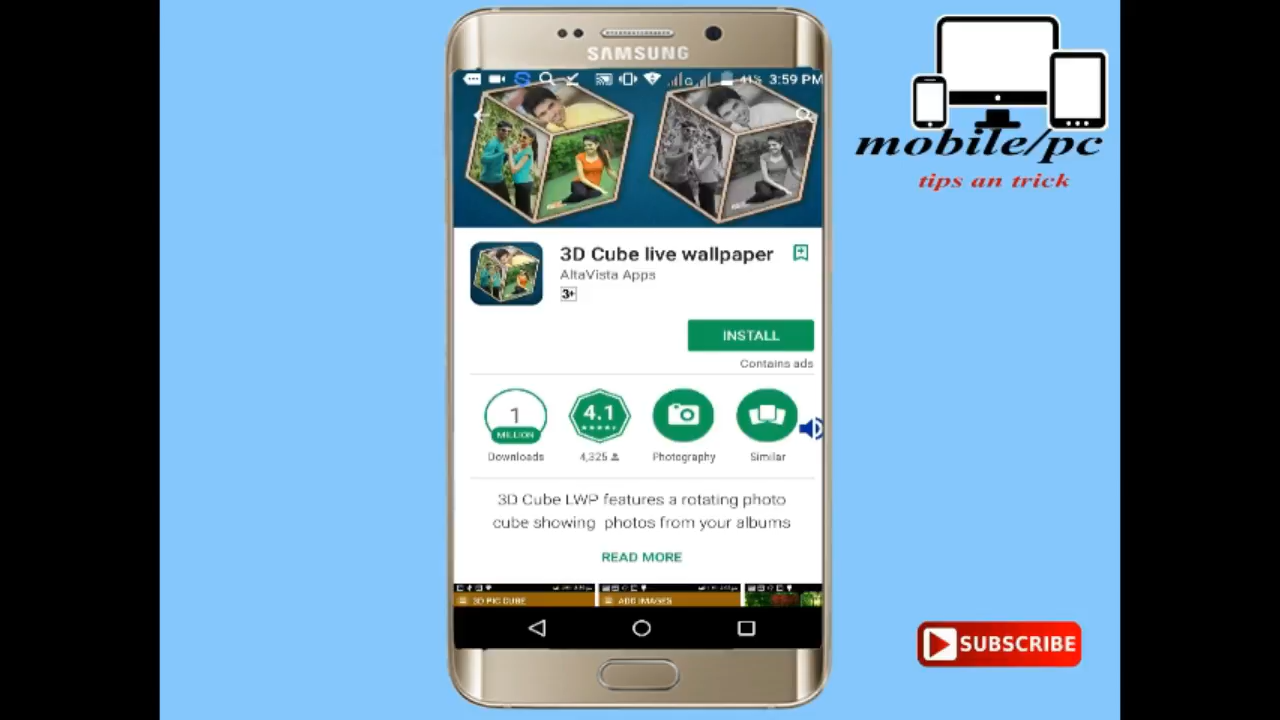 SAMSUNG
41% 3:59 PM
mobile/pc
tips an trick
3D Cube live wallpaper
AltaVista Apps
3+
INSTALL
Contains ads
1
MILLION
4.1
Downloads
4,325
Photography
Similar
3D Cube LWP features a rotating photo
cube showing photos from your albums
READ MORE
3D PIC CUBE
ADD IMAGES
SUBSCRIBE